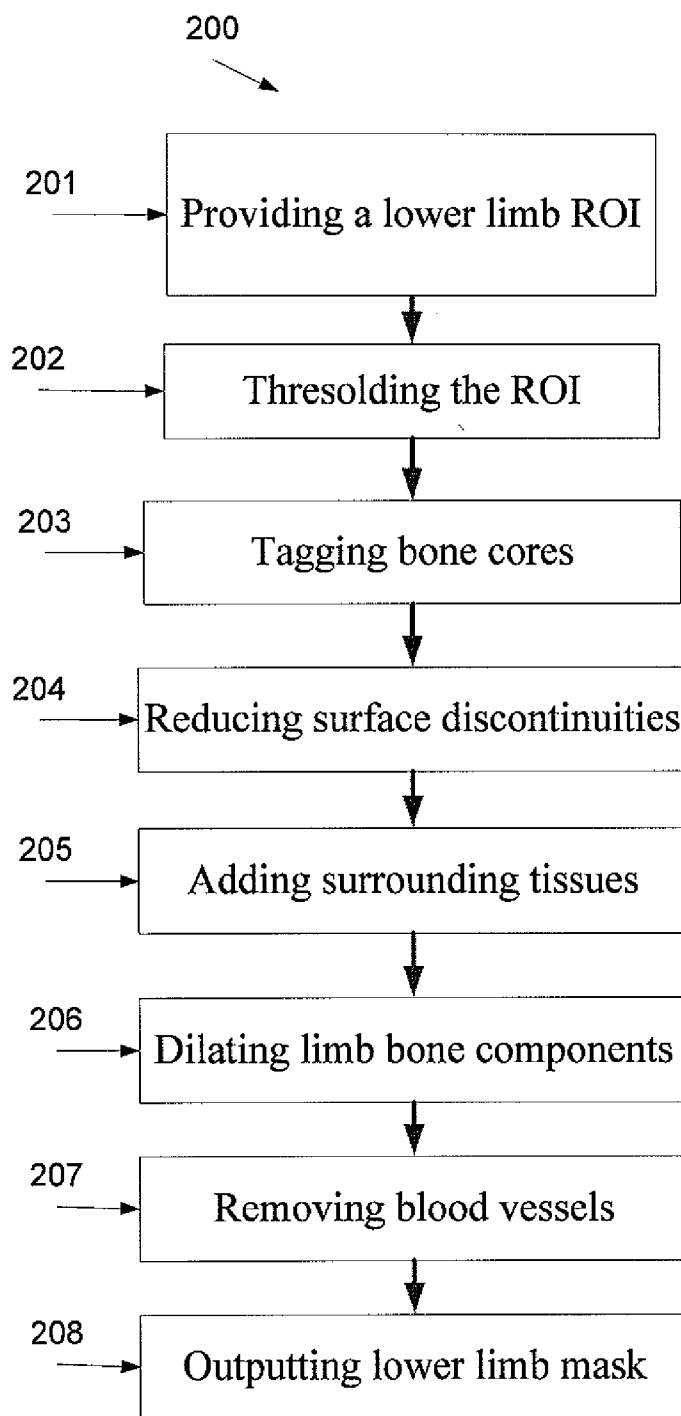 200
201
Providing a lower limb ROI
202
Thresolding the ROI
203
Tagging bone cores
204
Reducing surface discontinuities
205
Adding surrounding tissues
206
Dilating limb bone components
207
Removing blood vessels
208
Outputting lower limb mask